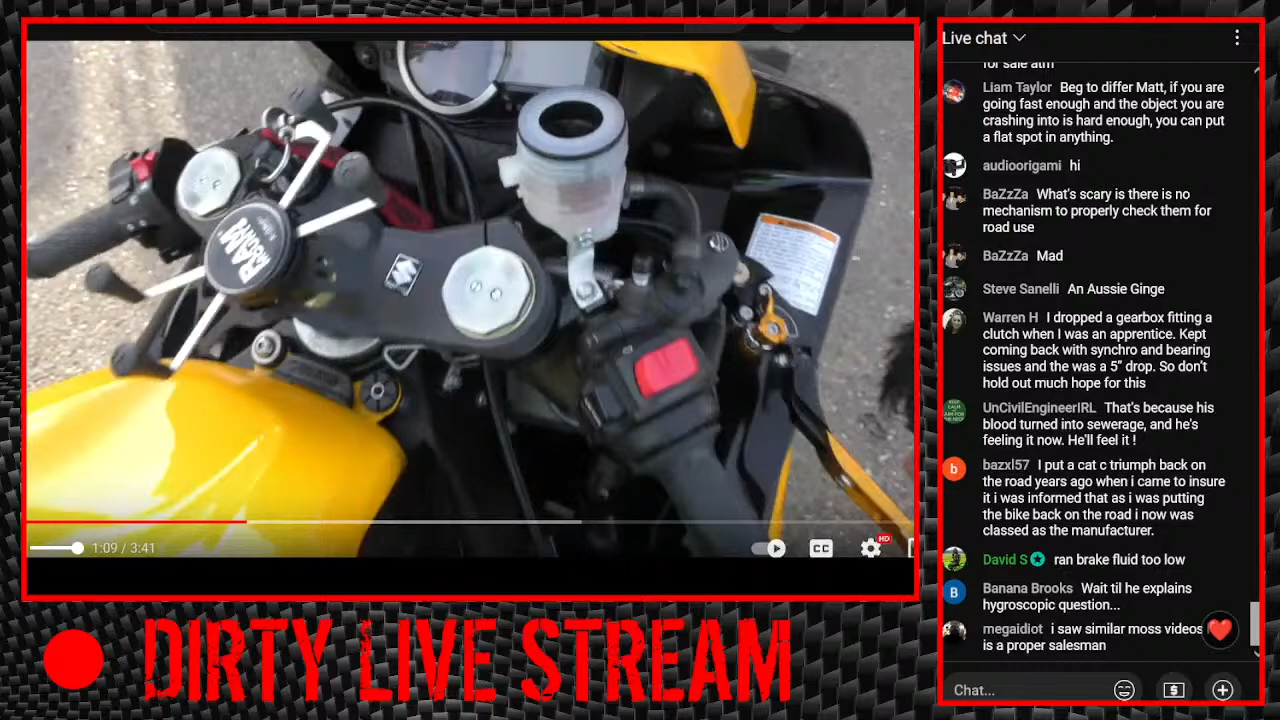 RAM
MOUNTS
1:09 / 3:41
CC
HD
DIRTY LIVE STREAM
Live chat
for sale atm
Liam Taylor Beg to differ Matt, if you are
going fast enough and the object you are
crashing into is hard enough, you can put
a flat spot in anything.
audioorigami hi
BaZzZa What's scary is there is no
mechanism to properly check them for
road use
BaZzZa Mad
Steve Sanelli An Aussie Ginge
Warren H I dropped a gearbox fitting a
clutch when I was an apprentice. Kept
coming back with synchro and bearing
issues and the was a 5" drop. So don't
hold out much hope for this
UnCivilEngineerIRL That's because his
blood turned into sewerage, and he's
feeling it now. He'll feel it !
b
bazxl57 I put a cat c triumph back on
the road years ago when i came to insure
it i was informed that as i was putting
the bike back on the road i now was
classed as the manufacturer.
David S ran brake fluid too low
B
Banana Brooks Wait til he explains
hygroscopic question...
megaidiot i saw similar moss videos
is a proper salesman
Chat...
$